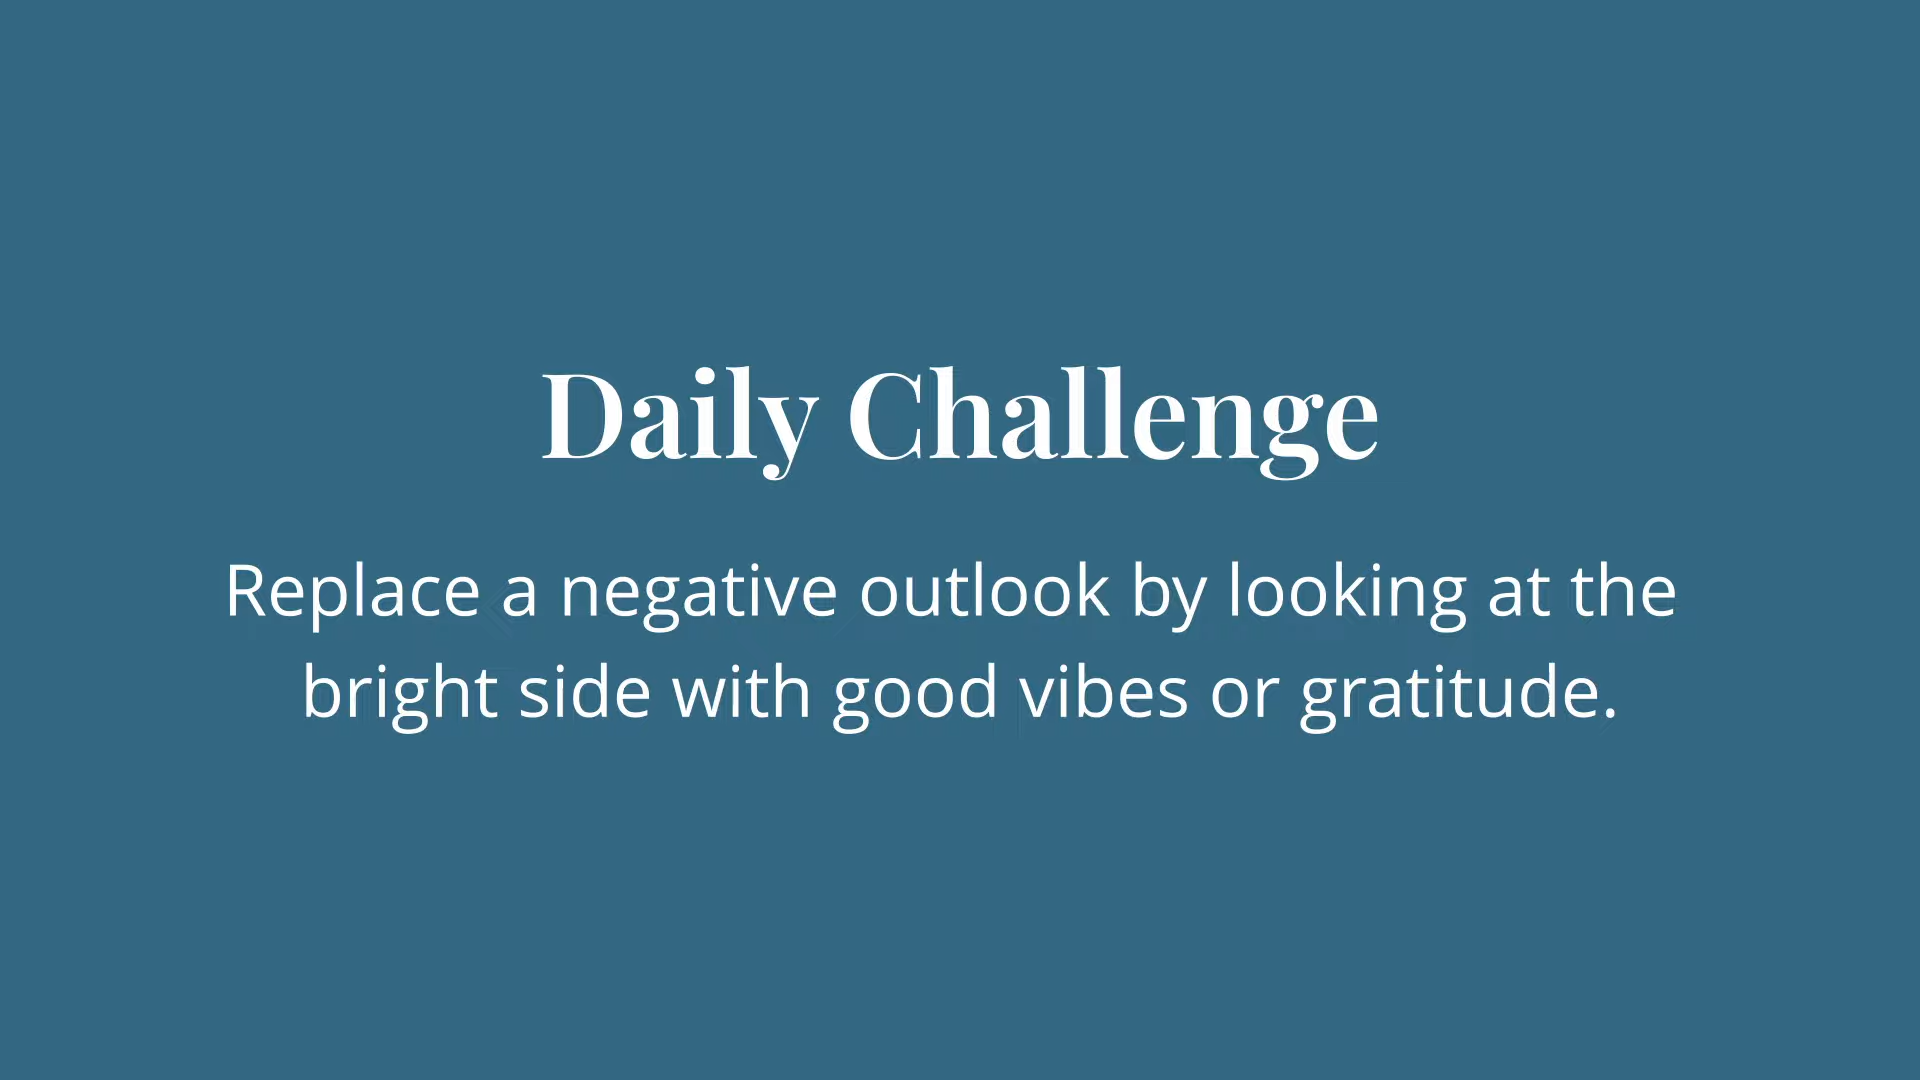 Daily Challenge
Replace a negative outlook by looking at the
bright side with good vibes or gratitude.